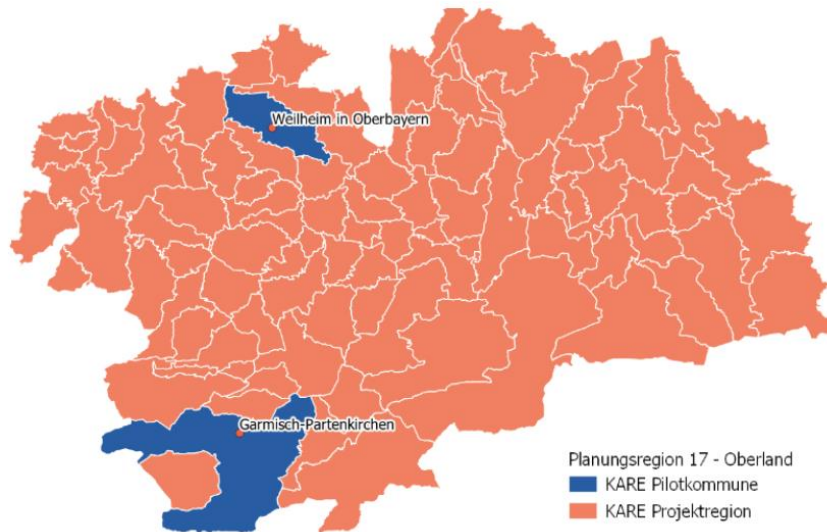 Weilheim in Oberbayern
Garmisch-Partenkirchen
Planungsregion 17 - Oberland
KARE Pilotkommune
KARE Projektregion